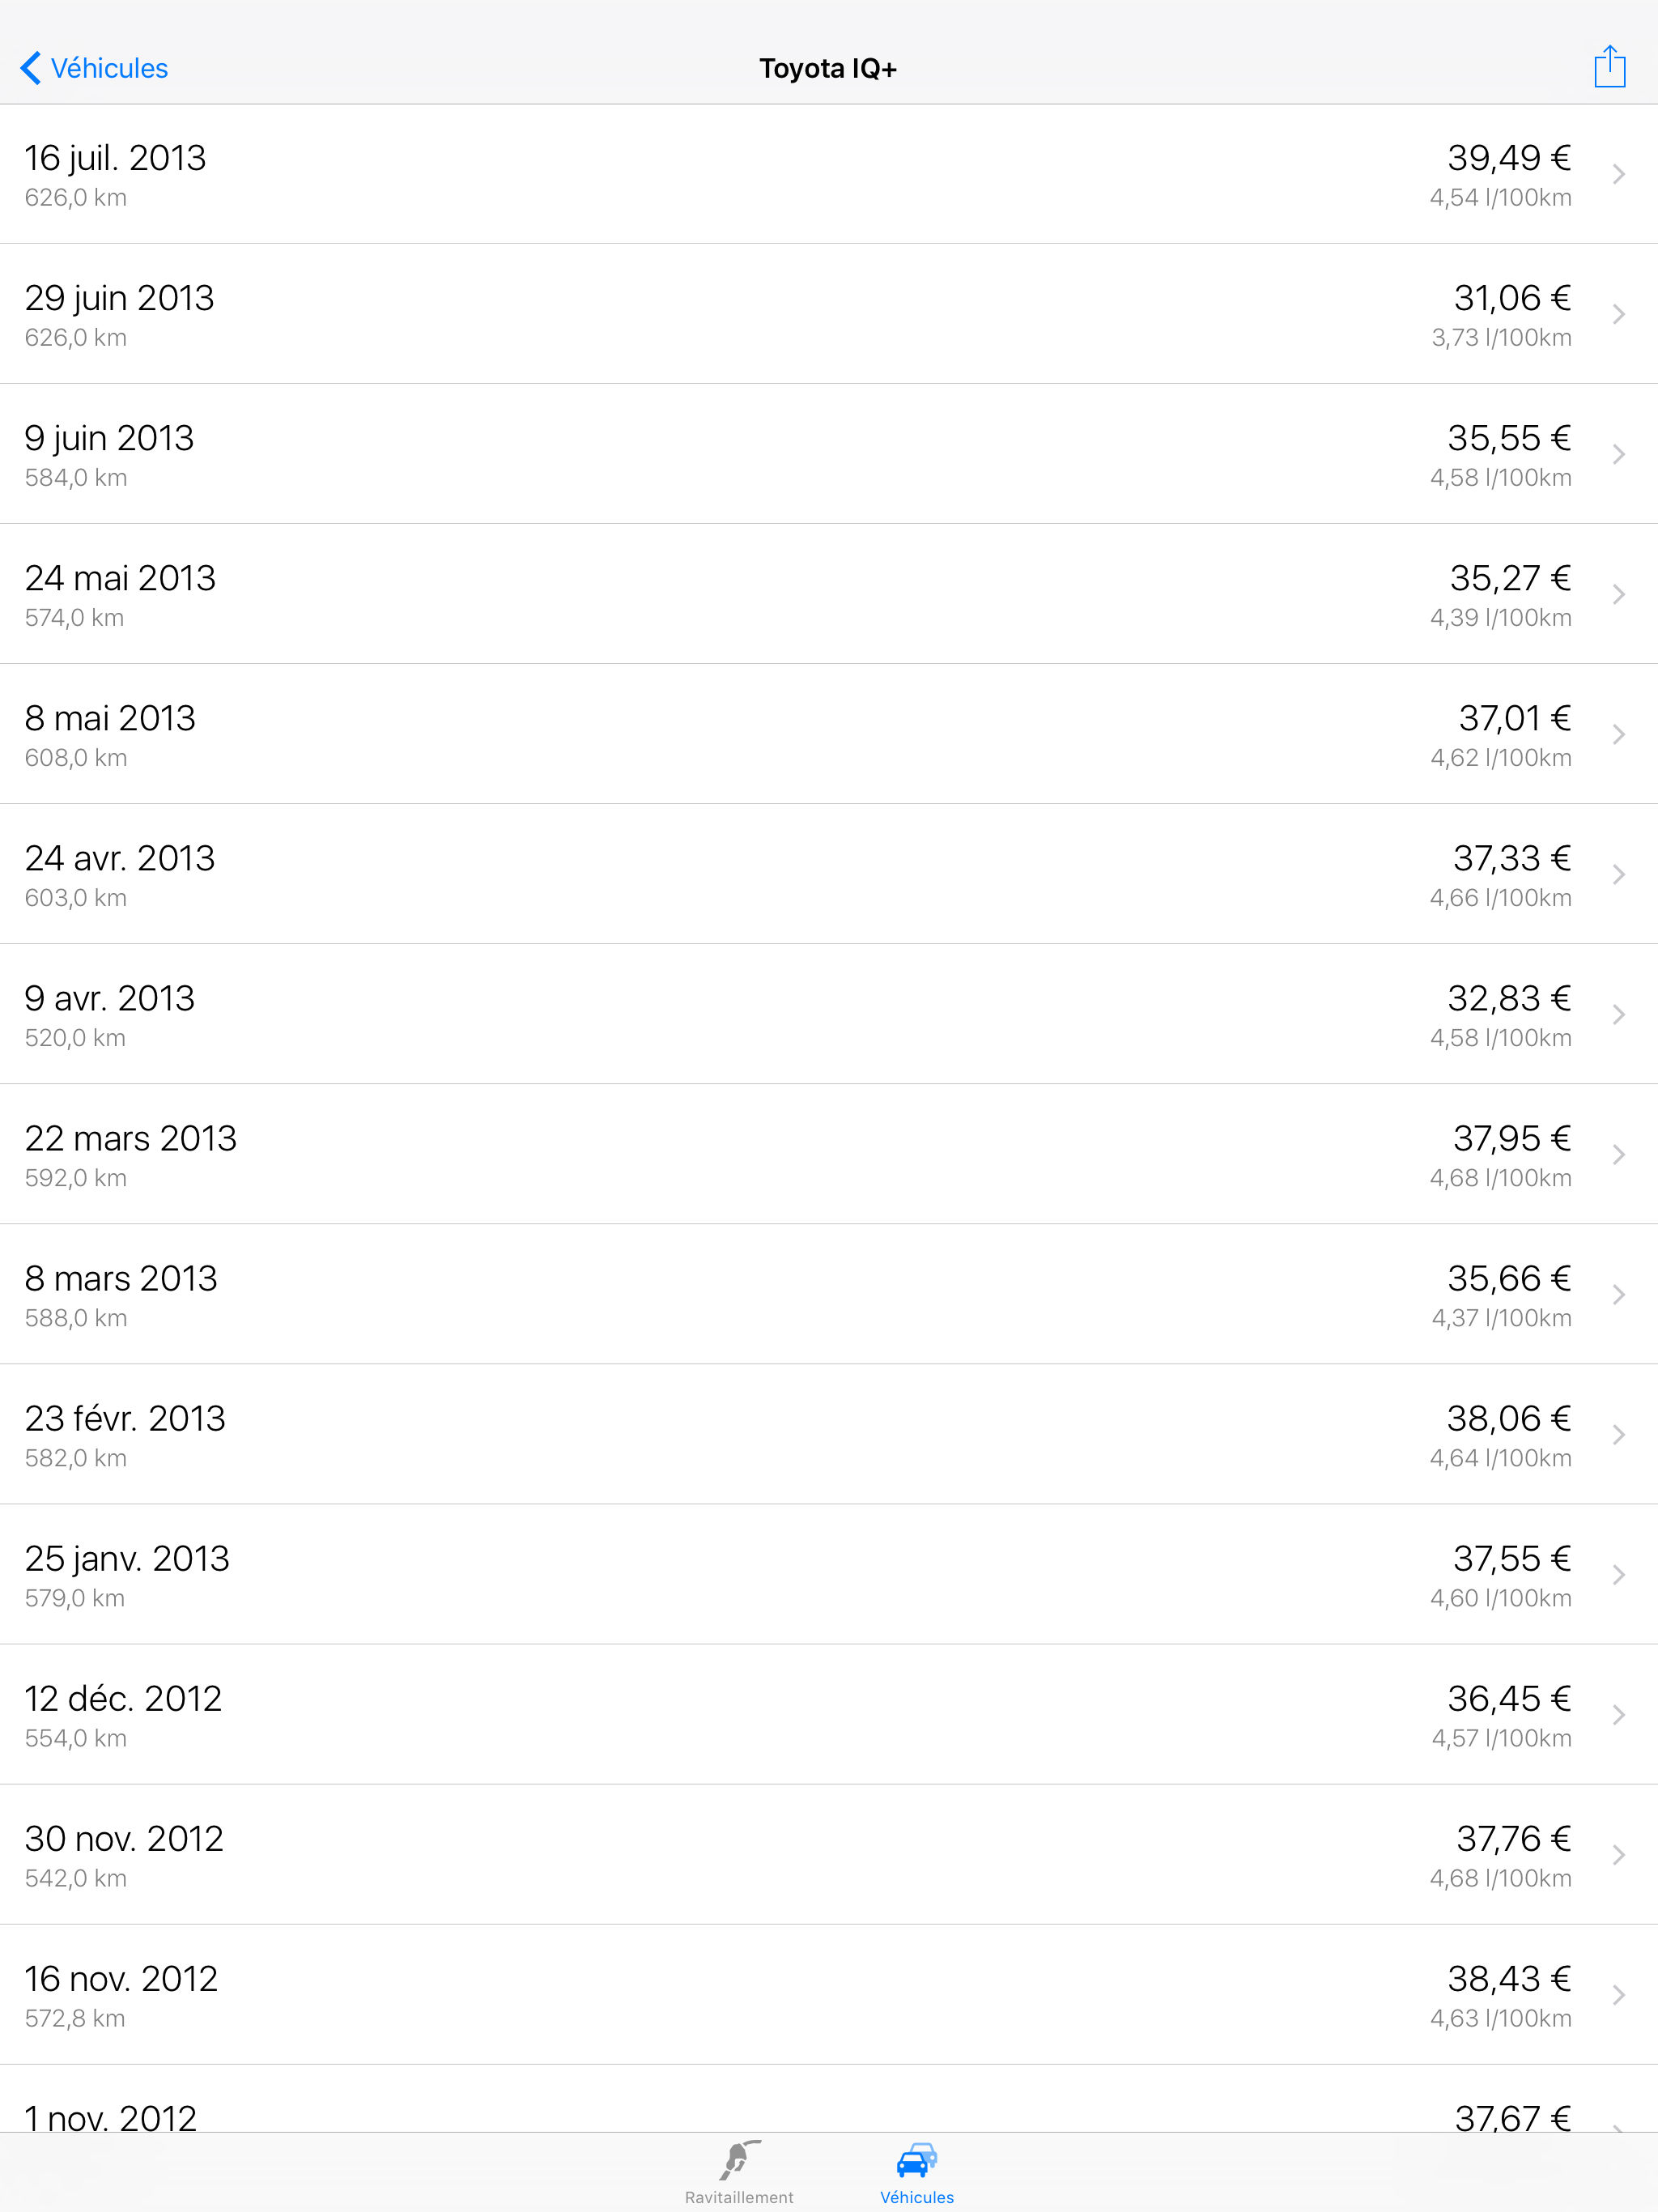 Véhicules
Toyota IQ+
16 juil. 2013 39,49 €
626,0 km 4,54 l/100km
29 juin 2013 31,06 €
626,0 km 3,73 l/100km
9 juin 2013 35,55 €
584,0 km 4,58 l/100km
24 mai 2013 35,27 €
574,0 km 4,39 l/100km
8 mai 2013 37,01 €
608,0 km 4,62 l/100km
24 avr. 2013 37,33 €
603,0 km 4,66 l/100km
9 avr. 2013 32,83 €
520,0 km 4,58 l/100km
22 mars 2013 37,95 €
592,0 km 4,68 l/100km
8 mars 2013 35,66 €
588,0 km 4,37 l/100km
23 févr. 2013 38,06 €
582,0 km 4,64 l/100km
25 janv. 2013 37,55 €
579,0 km 4,60 l/100km
12 déc. 2012 36,45 €
554,0 km 4,57 l/100km
30 nov. 2012 37,76 €
542,0 km 4,68 l/100km
16 nov. 2012 38,43 €
572,8 km 4,63 l/100km
1 nov. 2012 37,67 €
Ravitaillement Véhicules